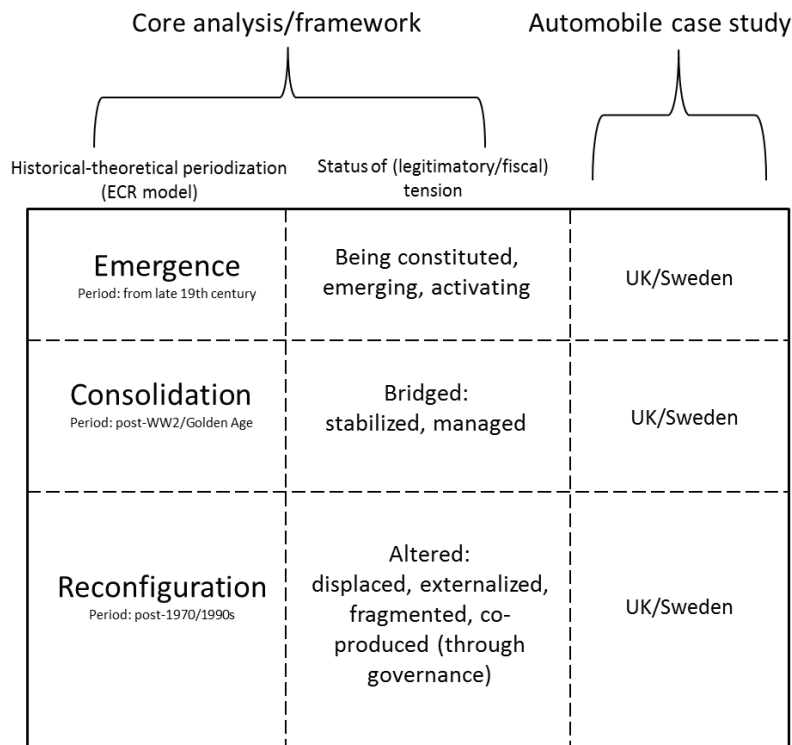 Core analysis/framework
Automobile case study
Historical-theoretical periodization
(ECR model)
Status of (legitimatory/fiscal)
tension
Emergence
Period: from late 19th century
Being constituted,
emerging, activating
UK/Sweden
Consolidation
Period: post-WW2/Golden Age
Bridged:
stabilized, managed
UK/Sweden
Reconfiguration
Period: post-1970/1990s
Altered:
displaced, externalized,
fragmented, co-
produced (through
governance)
UK/Sweden